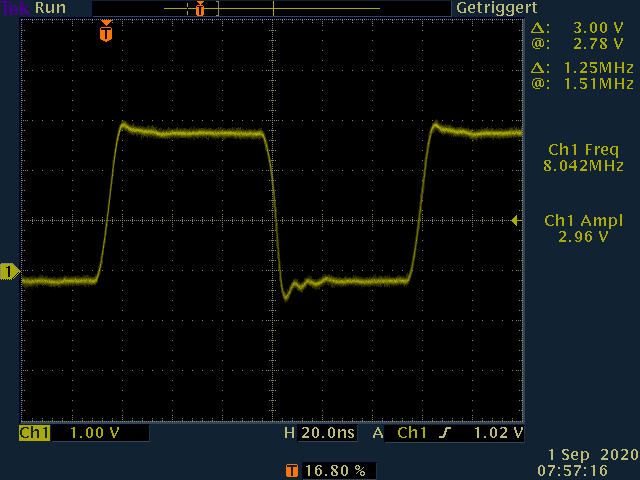 Tek Run
Getriggert
T
T
Δ: 3.00 V
@: 2.78 V
Δ: 1.25MHz
@: 1.51MHz
Ch1 Freq
8.042MHz
Ch1 Ampl
2.96 V
1
Ch1 1.00 V
H 20.0ns
A Ch1 1.02 V
T 16.80 %
1 Sep 2020
07:57:16